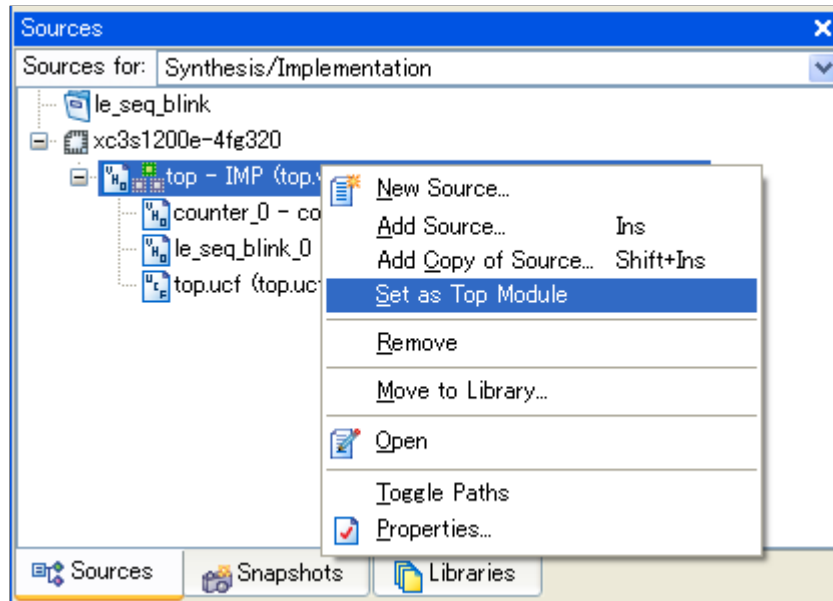 Sources
Sources for: Synthesis/Implementation
le_seq_blink
xc3s1200e-4fg320
top - IMP (top.v
counter_0 - co
le_seq_blink_0
top.ucf (top.uc
New Source...
Add Source... Ins
Add Copy of Source... Shift+Ins
Set as Top Module
Remove
Move to Library...
Open
Toggle Paths
Properties...
Sources Snapshots Libraries